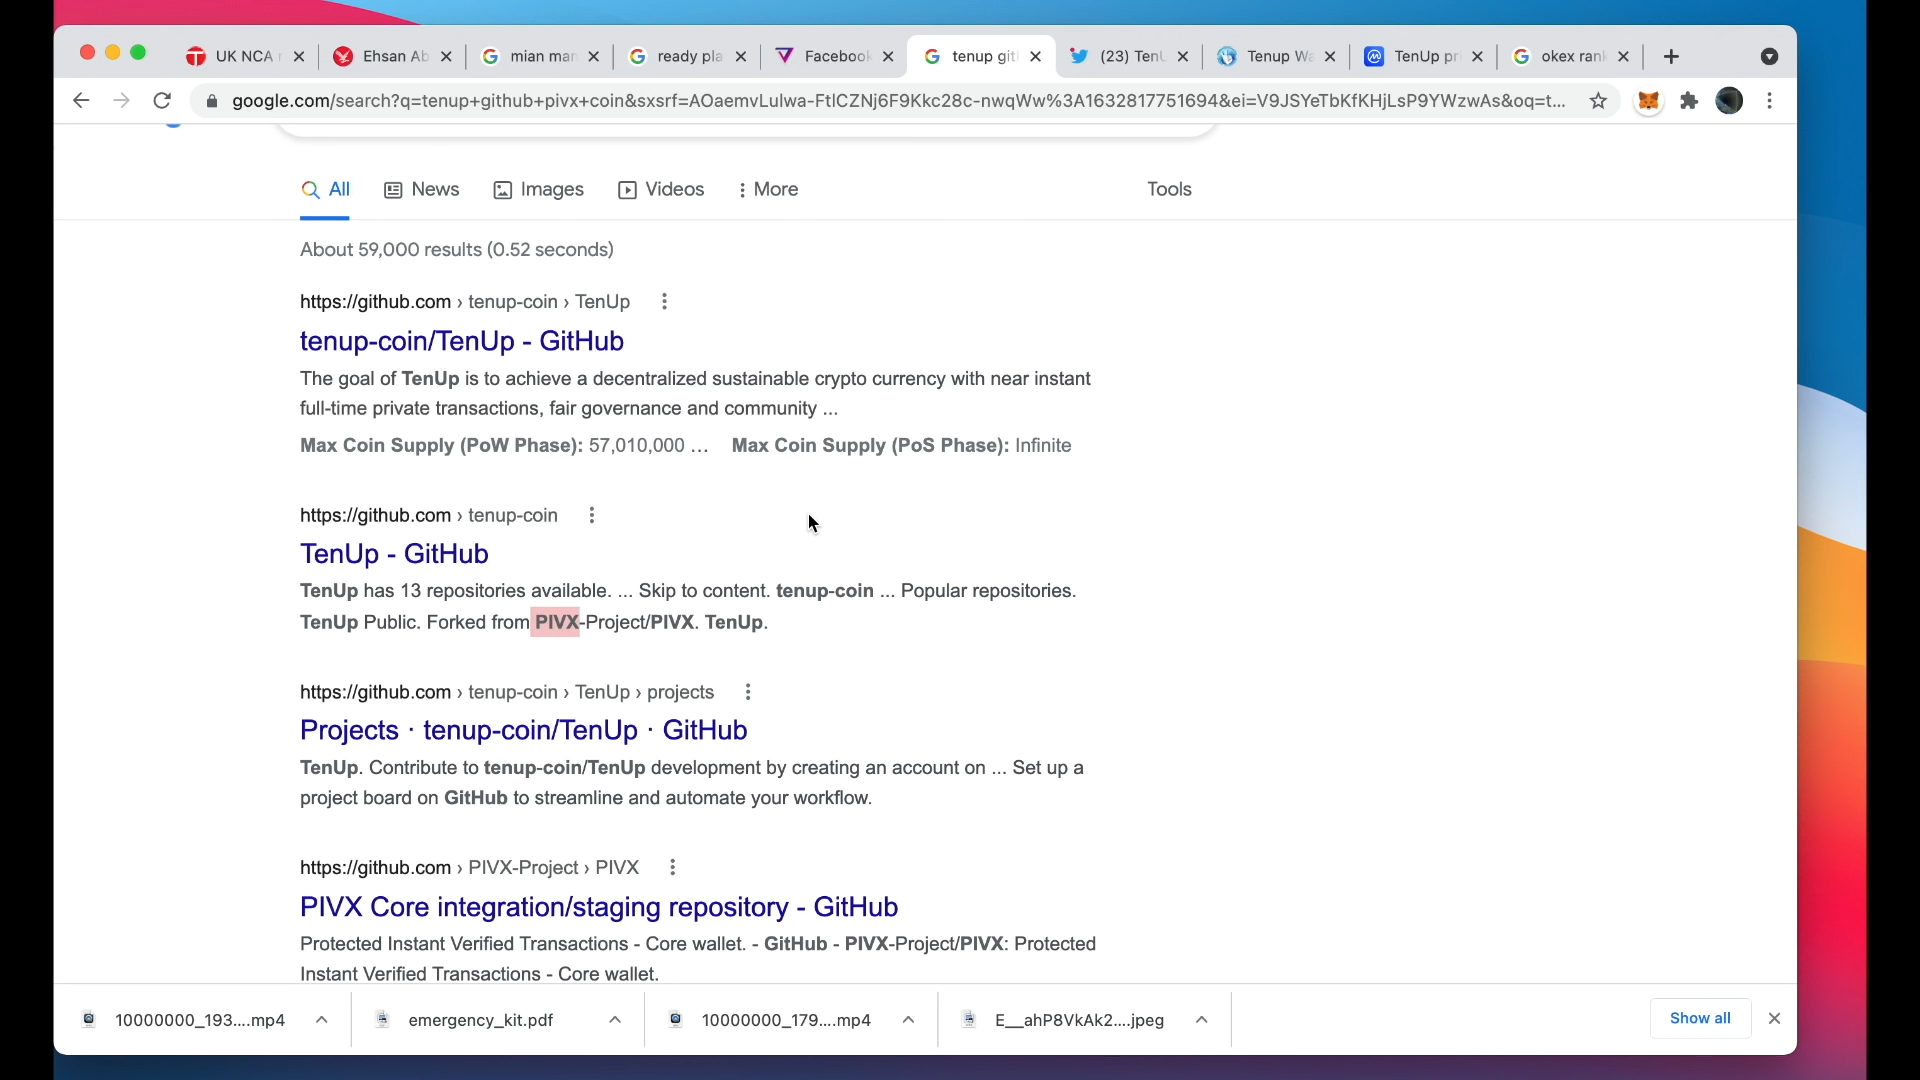 UK NCA
Ehsan Ab
mian man
ready pla
Facebook
tenup git
(23) Ten
Tenup Wa
TenUp pri
okex rank
google.com/search?q=tenup+github+pivx+coin&sxsrf=AOaemvLulwa-FtlCZNj6F9Kkc28c-nwqWw%3A1632817751694&ei=V9JSYeTbKfKHjLsP9YWzwAs&oq=t...
All News Images Videos More Tools
About 59,000 results (0.52 seconds)
https://github.com › tenup-coin › TenUp
tenup-coin/TenUp - GitHub
The goal of TenUp is to achieve a decentralized sustainable crypto currency with near instant
full-time private transactions, fair governance and community ...
Max Coin Supply (PoW Phase): 57,010,000 ... Max Coin Supply (PoS Phase): Infinite
https://github.com › tenup-coin
TenUp - GitHub
TenUp has 13 repositories available. ... Skip to content. tenup-coin ... Popular repositories.
TenUp Public. Forked from PIVX-Project/PIVX. TenUp.
https://github.com › tenup-coin › TenUp › projects
Projects · tenup-coin/TenUp · GitHub
TenUp. Contribute to tenup-coin/TenUp development by creating an account on ... Set up a
project board on GitHub to streamline and automate your workflow.
https://github.com › PIVX-Project › PIVX
PIVX Core integration/staging repository - GitHub
Protected Instant Verified Transactions - Core wallet. - GitHub - PIVX-Project/PIVX: Protected
Instant Verified Transactions - Core wallet.
10000000_193....mp4
emergency_kit.pdf
10000000_179....mp4
E__ahP8VkAk2....jpeg
Show all